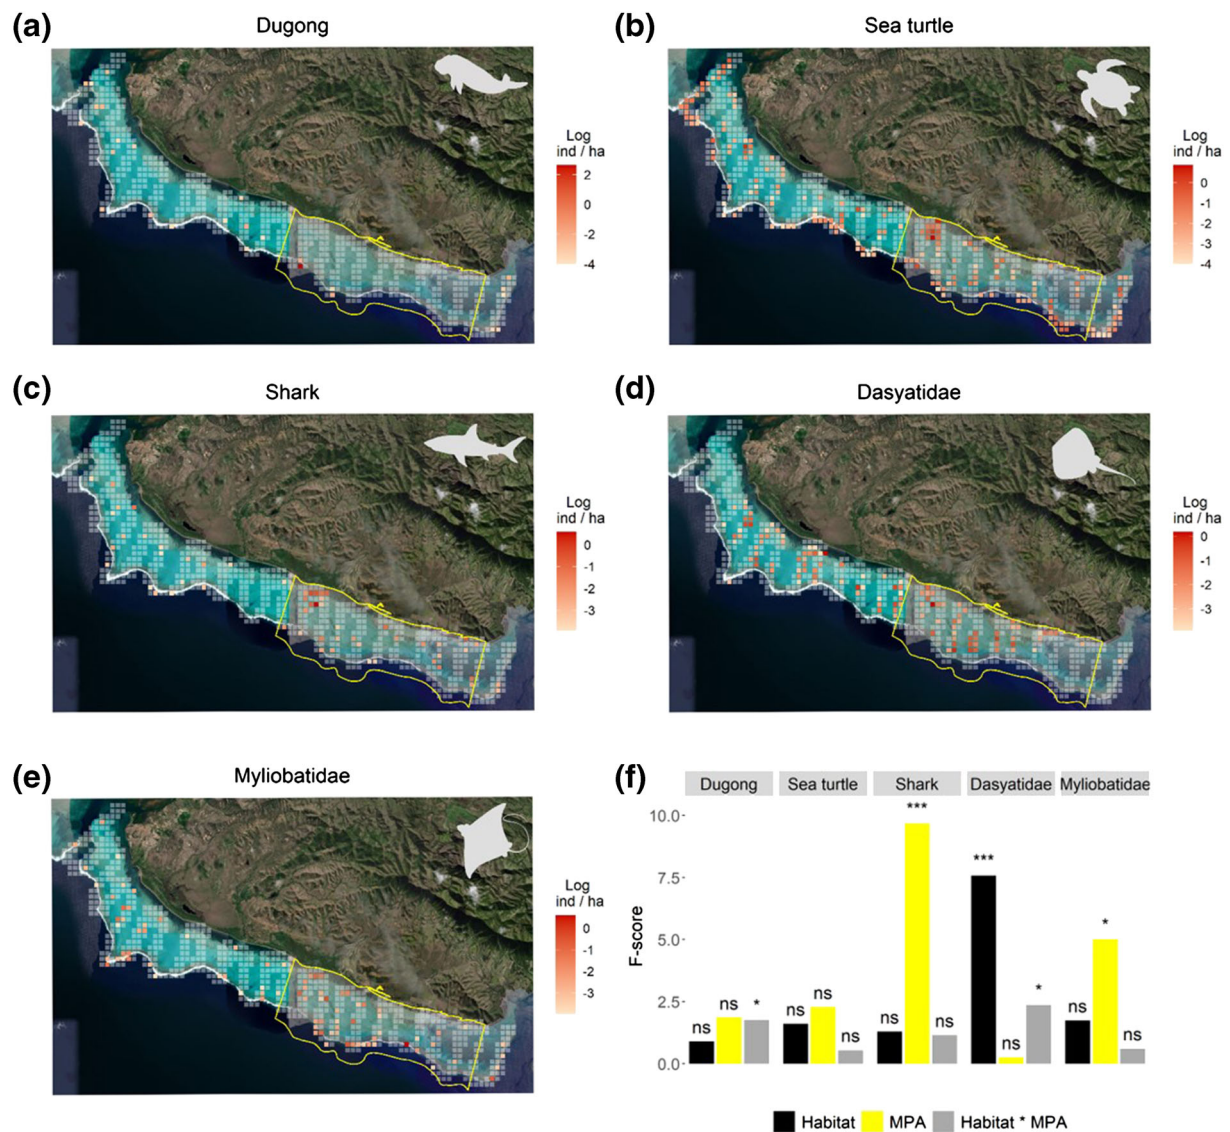 (a) Dugong
Log
ind / ha
2
0
-2
-4
(b) Sea turtle
Log
ind / ha
0
-1
-2
-3
-4
(c) Shark
Log
ind / ha
0
-1
-2
-3
(d) Dasyatidae
Log
ind / ha
0
-1
-2
-3
(e) Myliobatidae
Log
ind / ha
0
-1
-2
-3
(f)
Dugong Sea turtle Shark Dasyatidae Myliobatidae
F-score
10.0
7.5
5.0
2.5
0.0
ns ns *
ns ns ns
ns *** ns
*** ns *
ns * ns
Habitat MPA Habitat * MPA